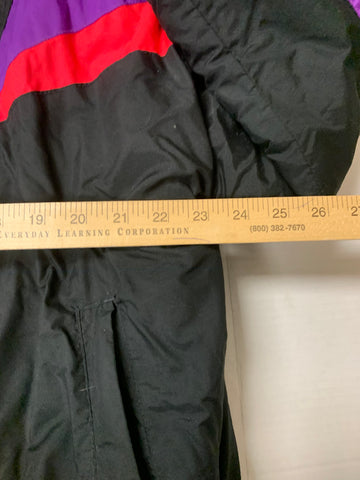 19 20 21 22 23 24 25 26 27
EVERYDAY LEARNING CORPORATION (800) 382-7670